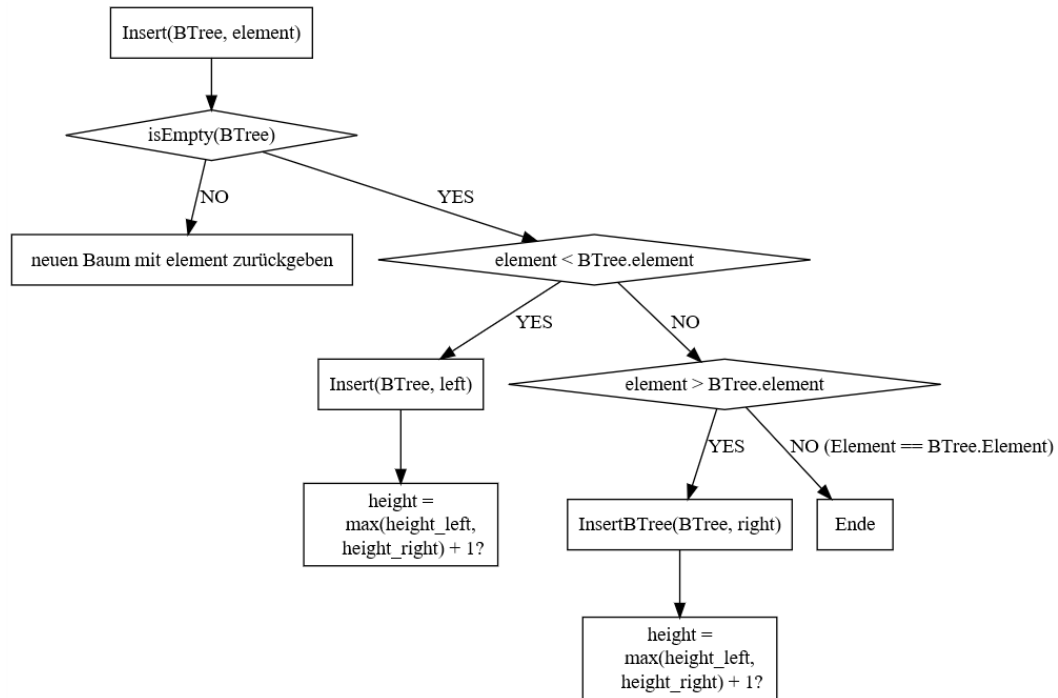 Insert(BTree, element)
isEmpty(BTree)
NO
YES
neuen Baum mit element zurückgeben
element < BTree.element
YES
NO
Insert(BTree, left)
element > BTree.element
YES
NO (Element == BTree.Element)
height =
max(height_left,
height_right) + 1?
InsertBTree(BTree, right)
Ende
height =
max(height_left,
height_right) + 1?